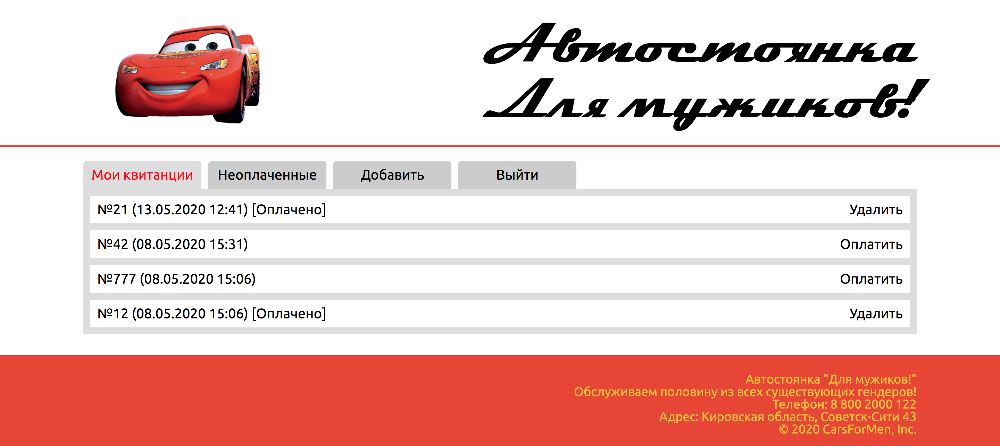 Автостоянка
Для мужиков!
Мои квитанции
Неоплаченные
Добавить
Выйти
№21 (13.05.2020 12:41) [Оплачено]
Удалить
№42 (08.05.2020 15:31)
Оплатить
№777 (08.05.2020 15:06)
Оплатить
№12 (08.05.2020 15:06) [Оплачено]
Удалить
Автостоянка "Для мужиков!"
Обслуживаем половину из всех существующих гендеров!
Телефон: 8 800 2000 122
Адрес: Кировская область, Советск-Сити 43
© 2020 CarsForMen, Inc.